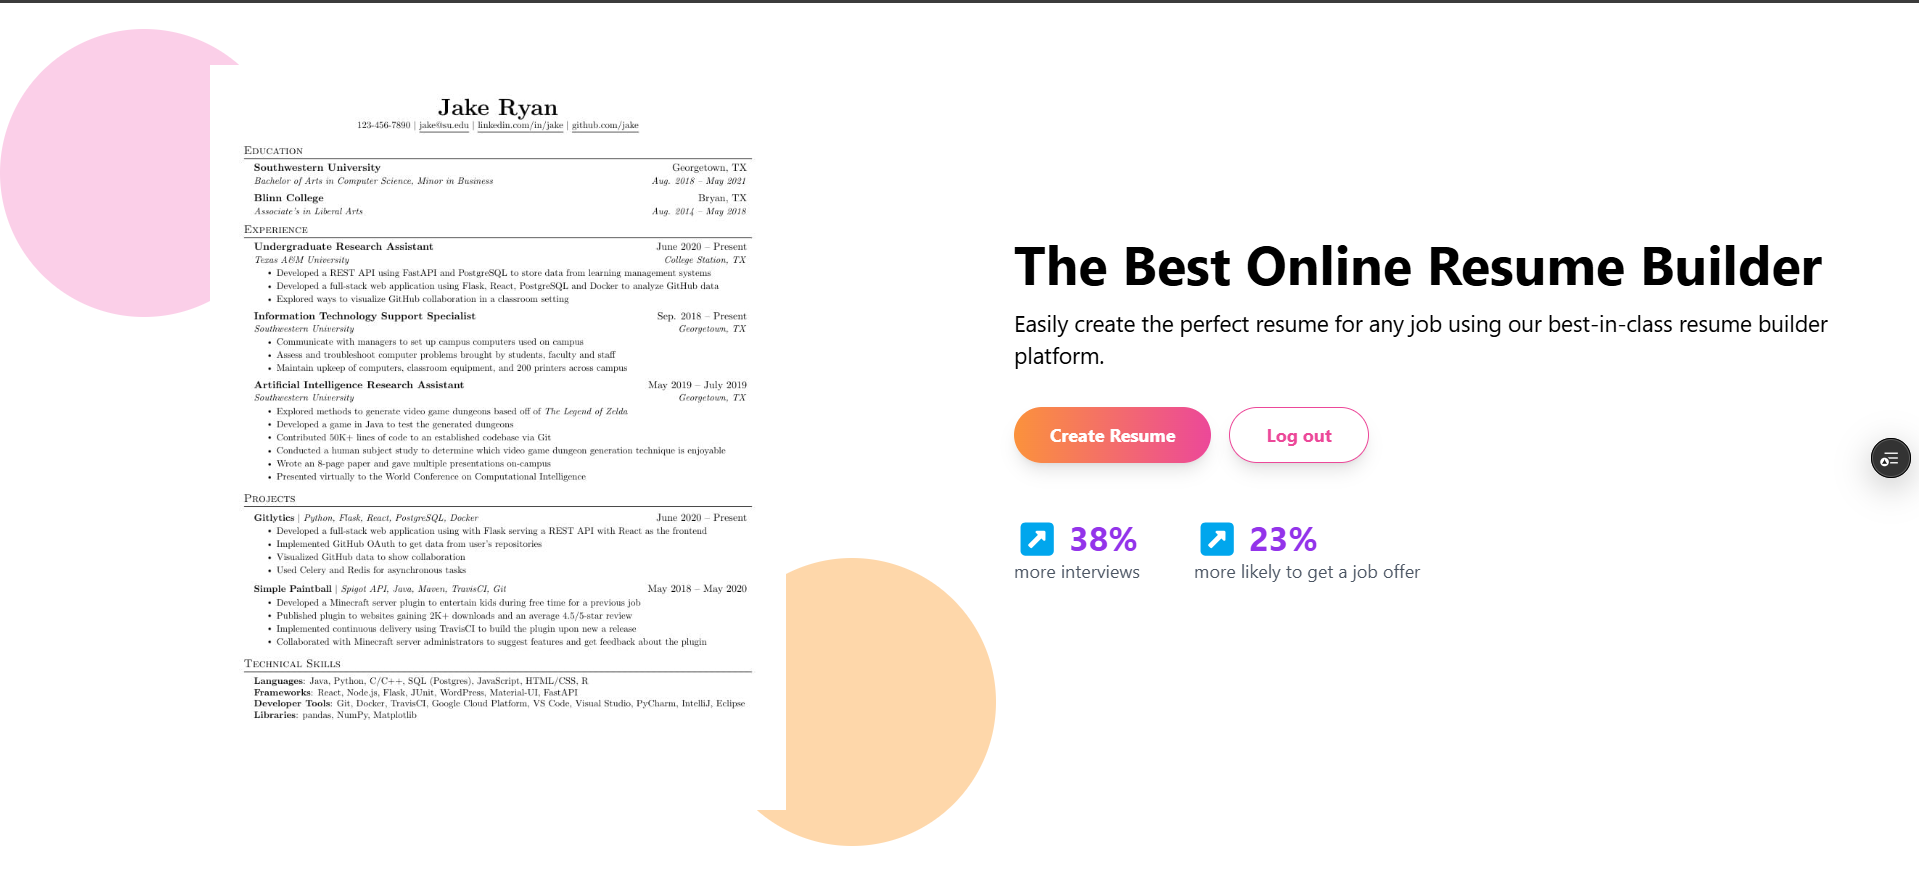 Jake Ryan
123-456-7890 | jake@su.edu | linkedin.com/in/jake | github.com/jake
Education
Southwestern University Georgetown, TX
Bachelor of Arts in Computer Science, Minor in Business Aug. 2018 – May 2021
Blinn College Bryan, TX
Associate's in Liberal Arts Aug. 2014 – May 2018
Experience
Undergraduate Research Assistant June 2020 – Present
Texas A&M University College Station, TX
• Developed a REST API using FastAPI and PostgreSQL to store data from learning management systems
• Developed a full-stack web application using Flask, React, PostgreSQL and Docker to analyze GitHub data
• Explored ways to visualize GitHub collaboration in a classroom setting
Information Technology Support Specialist Sep. 2018 – Present
Southwestern University Georgetown, TX
• Communicate with managers to set up campus computers used on campus
• Assess and troubleshoot computer problems brought by students, faculty and staff
• Maintain upkeep of computers, classroom equipment, and 200 printers across campus
Artificial Intelligence Research Assistant May 2019 – July 2019
Southwestern University Georgetown, TX
• Explored methods to generate video game dungeons based off of The Legend of Zelda
• Developed a game in Java to test the generated dungeons
• Contributed 50K+ lines of code to an established codebase via Git
• Conducted a human subject study to determine which video game dungeon generation technique is enjoyable
• Wrote an 8-page paper and gave multiple presentations on-campus
• Presented virtually to the World Conference on Computational Intelligence
Projects
Gitlytics | Python, Flask, React, PostgreSQL, Docker June 2020 – Present
• Developed a full-stack web application using with Flask serving a REST API with React as the frontend
• Implemented GitHub OAuth to get data from user's repositories
• Visualized GitHub data to show collaboration
• Used Celery and Redis for asynchronous tasks
Simple Paintball | Spigot API, Java, Maven, TravisCI, Git May 2018 – May 2020
• Developed a Minecraft server plugin to entertain kids during free time for a previous job
• Published plugin to websites gaining 2K+ downloads and an average 4.5/5-star review
• Implemented continuous delivery using TravisCI to build the plugin upon new a release
• Collaborated with Minecraft server administrators to suggest features and get feedback about the plugin
Technical Skills
Languages: Java, Python, C/C++, SQL (Postgres), JavaScript, HTML/CSS, R
Frameworks: React, Node.js, Flask, JUnit, WordPress, Material-UI, FastAPI
Developer Tools: Git, Docker, TravisCI, Google Cloud Platform, VS Code, Visual Studio, PyCharm, IntelliJ, Eclipse
Libraries: pandas, NumPy, Matplotlib
The Best Online Resume Builder
Easily create the perfect resume for any job using our best-in-class resume builder
platform.
Create Resume Log out
38% 23%
more interviews more likely to get a job offer